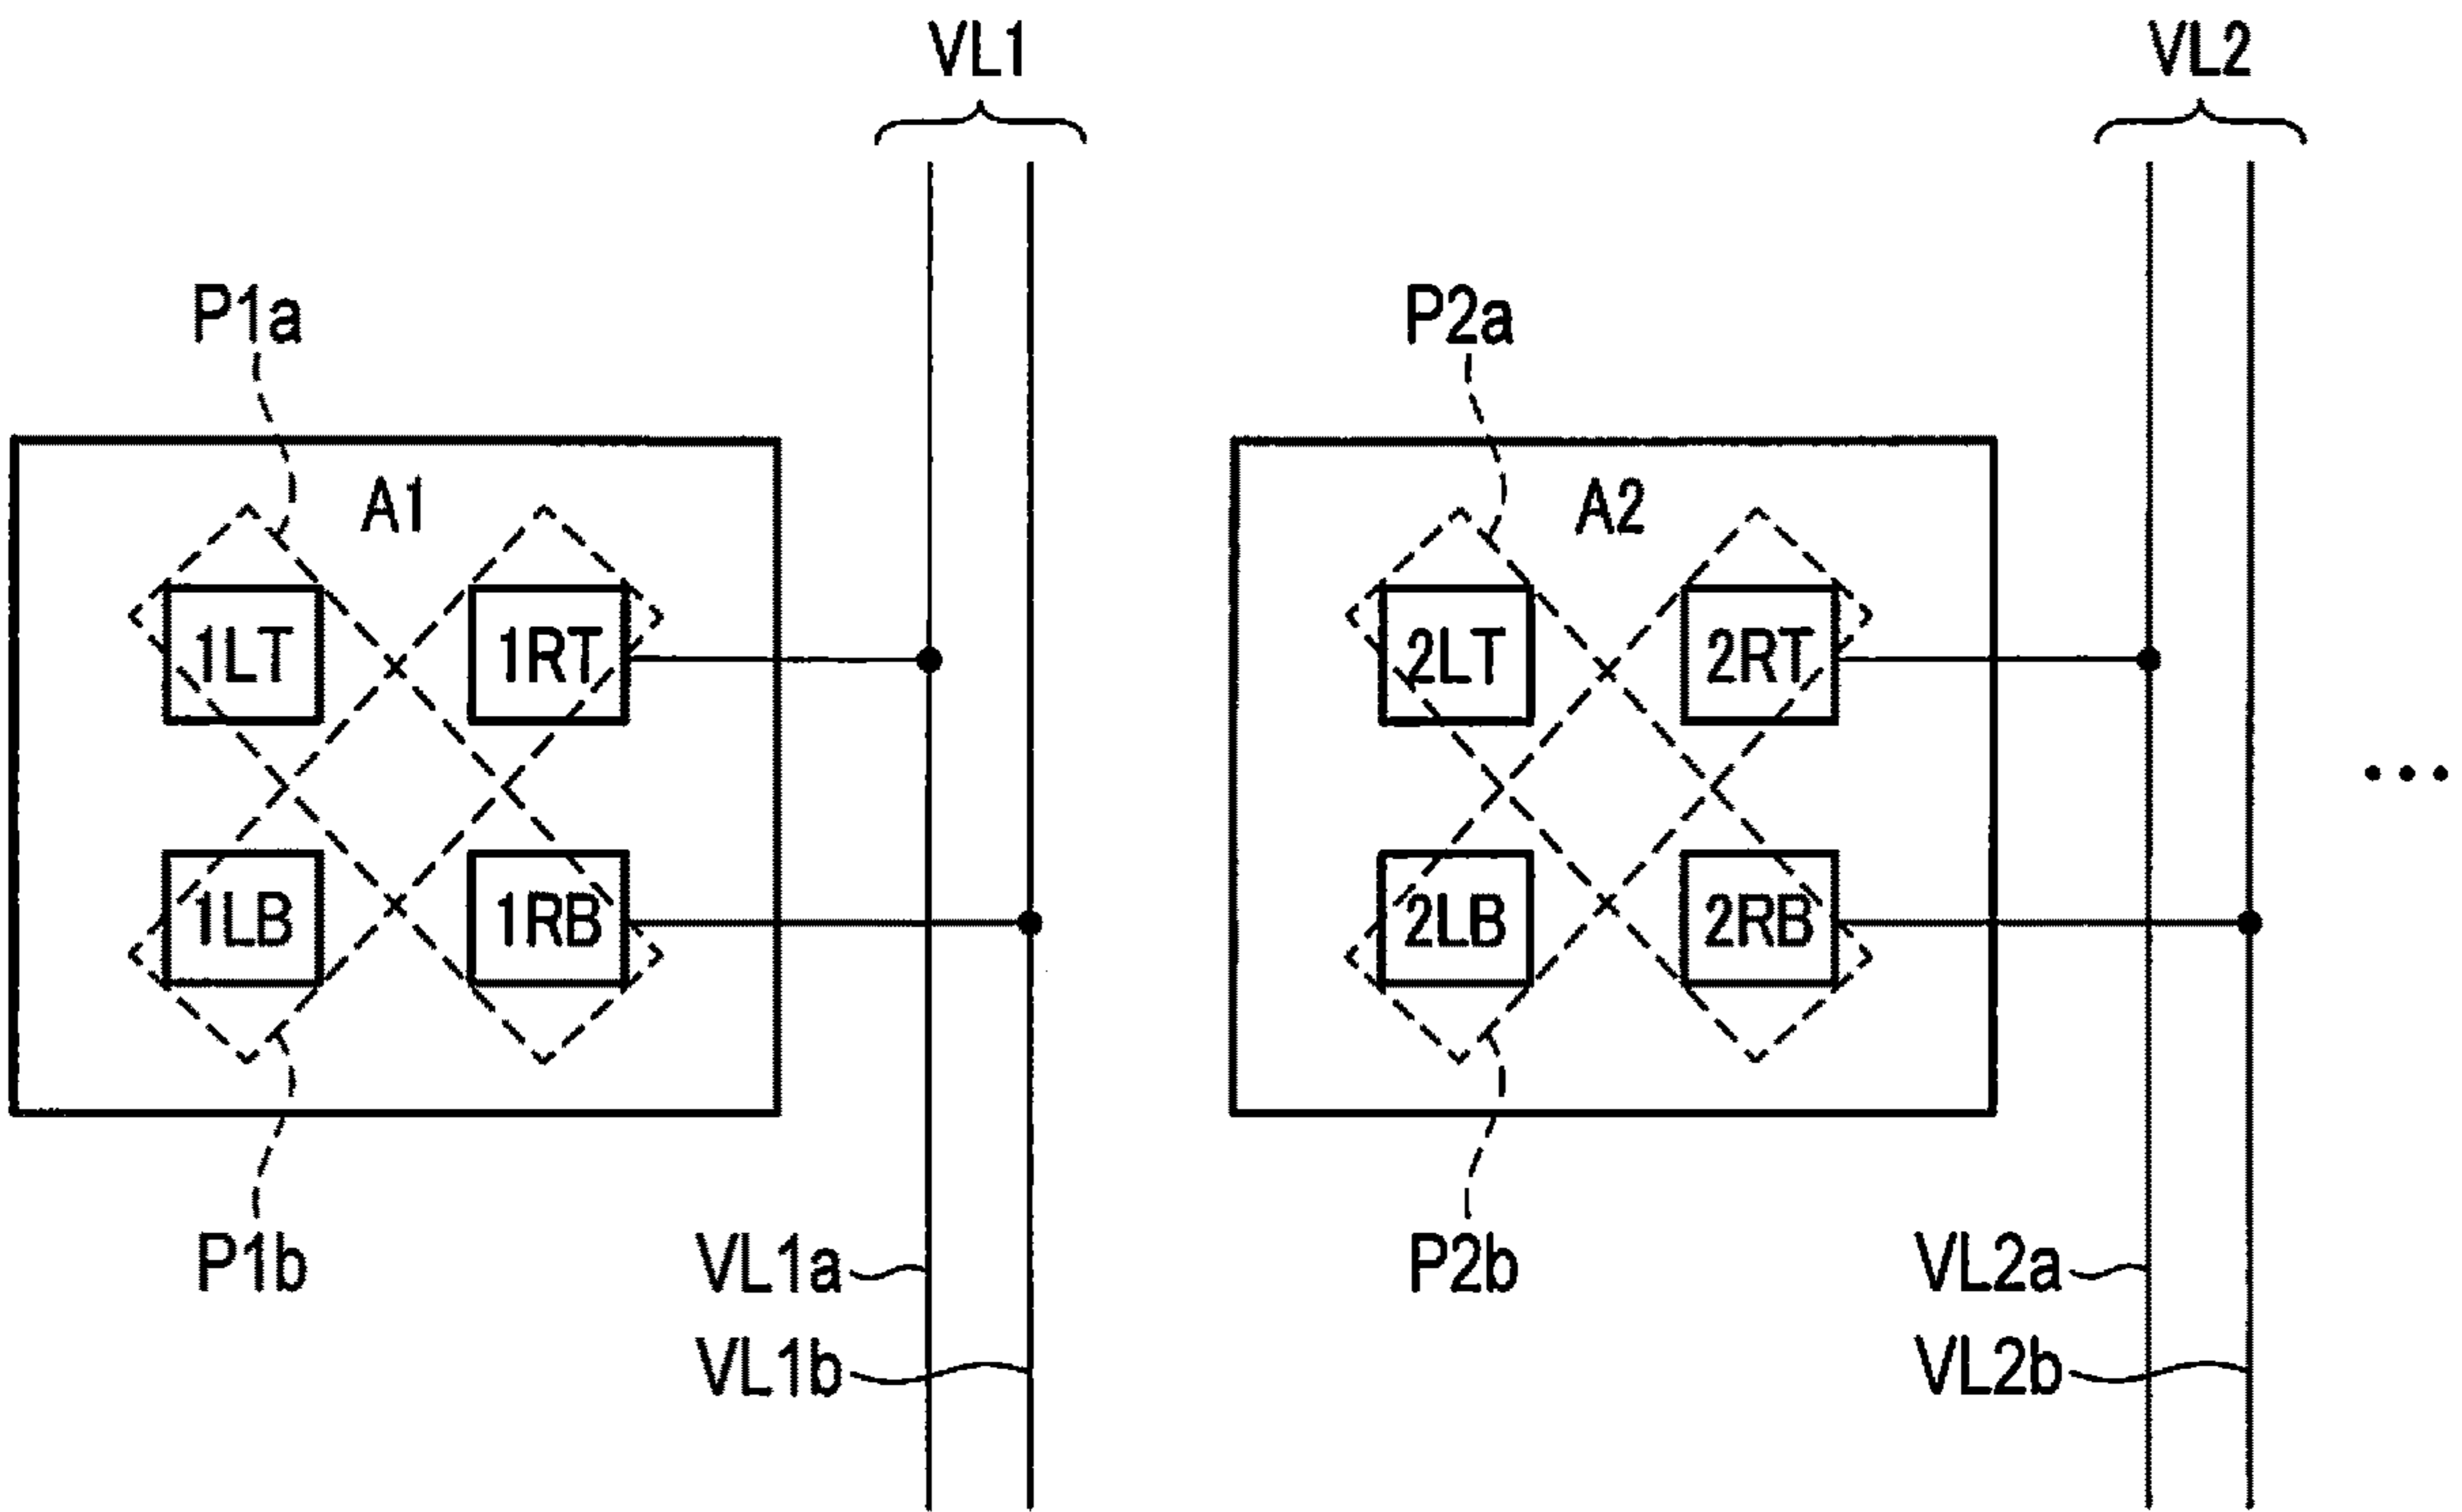 VL1 VL2
P1a P2a
A1 A2
1LT 1RT 2LT 2RT
1LB 1RB 2LB 2RB
P1b VL1a P2b VL2a
VL1b VL2b